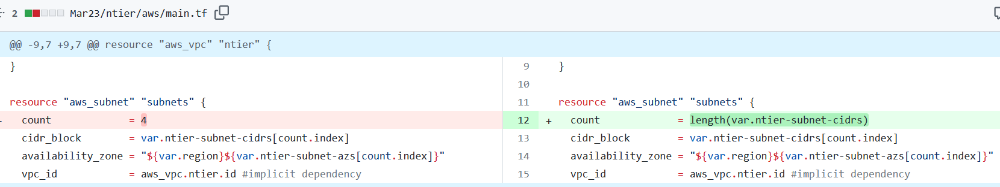 2 Mar23/ntier/aws/main.tf
@@ -9,7 +9,7 @@ resource "aws_vpc" "ntier" {
} 9 }
10
resource "aws_subnet" "subnets" { 11 resource "aws_subnet" "subnets" {
- count = 4 12 + count = length(var.ntier-subnet-cidrs)
cidr_block = var.ntier-subnet-cidrs[count.index] 13 cidr_block = var.ntier-subnet-cidrs[count.index]
availability_zone = "${var.region}${var.ntier-subnet-azs[count.index]}" 14 availability_zone = "${var.region}${var.ntier-subnet-azs[count.index]}"
vpc_id = aws_vpc.ntier.id #implicit dependency 15 vpc_id = aws_vpc.ntier.id #implicit dependency